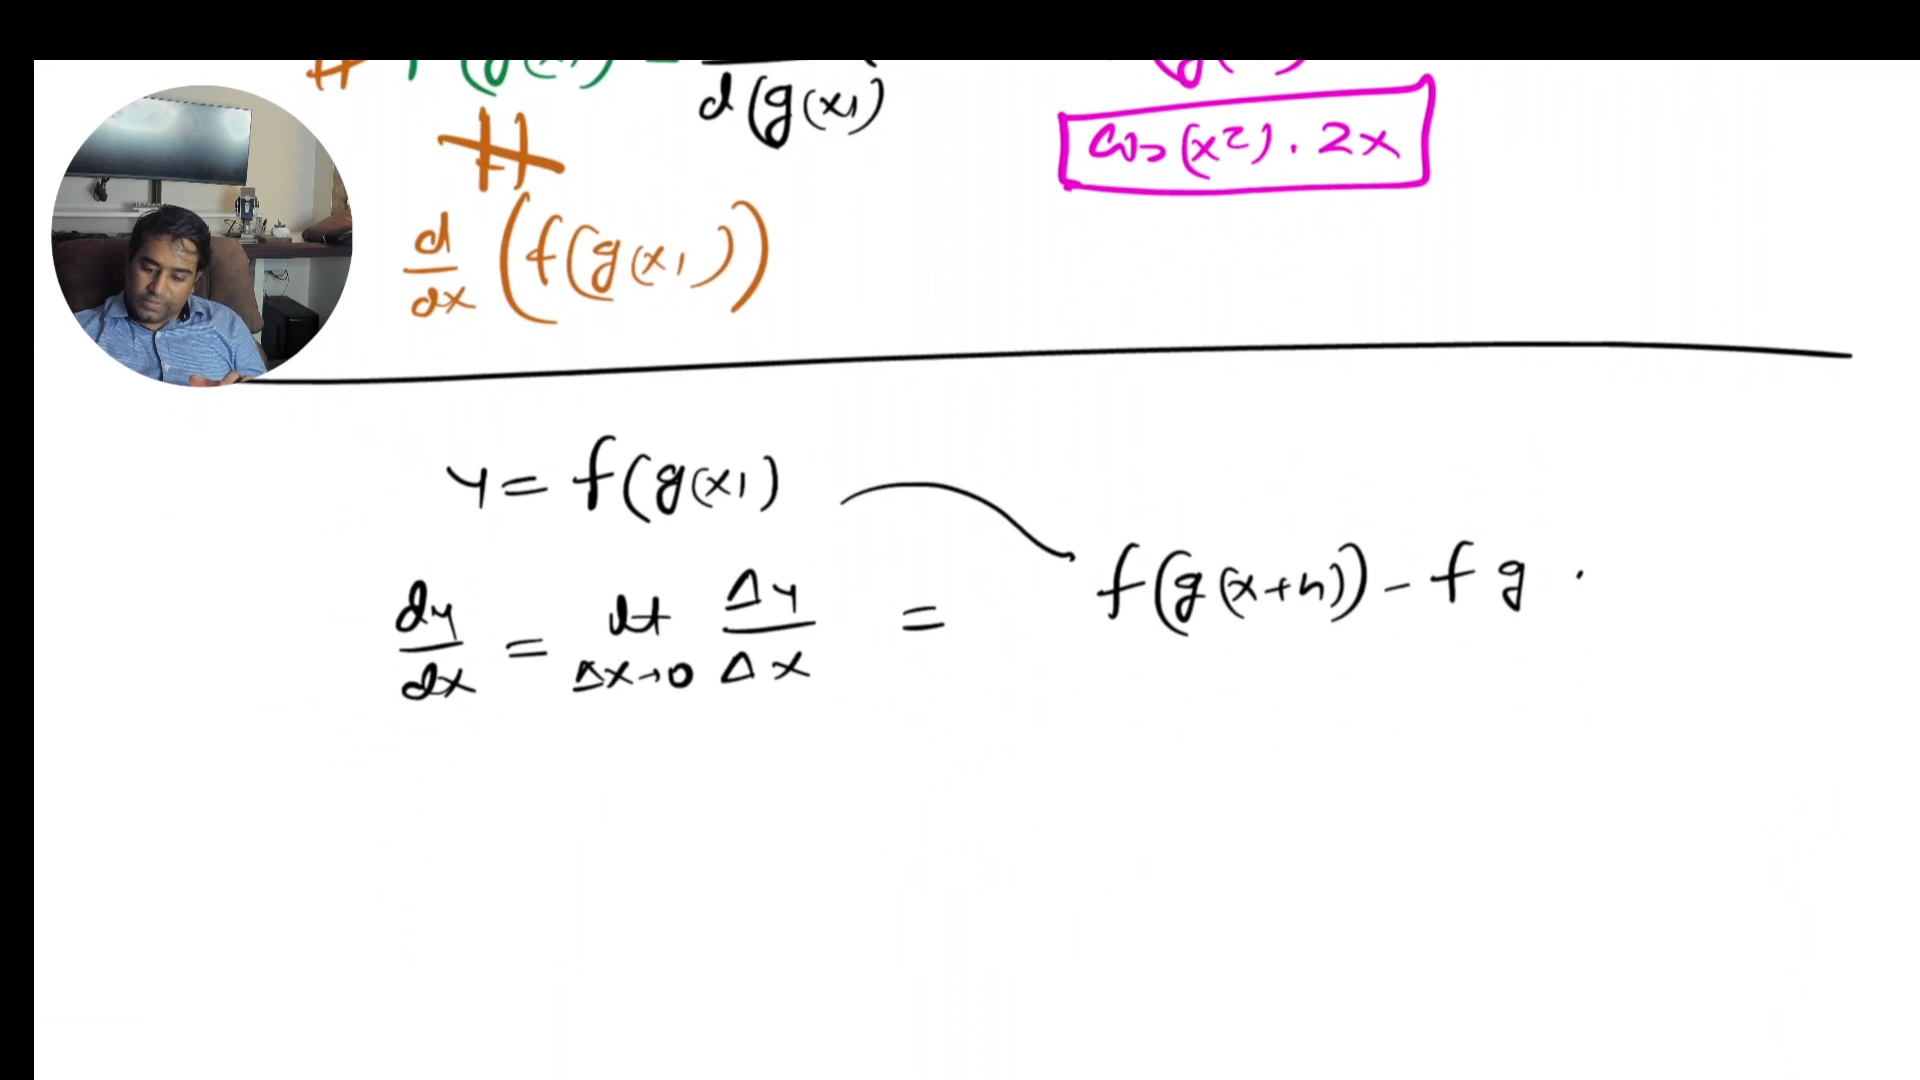 d(g(x))
cos(x²). 2x
d/dx (f(g(x)))
y = f(g(x))
f(g(x+h)) - f g .
dy/dx = lt Δx→0 Δy/Δx =